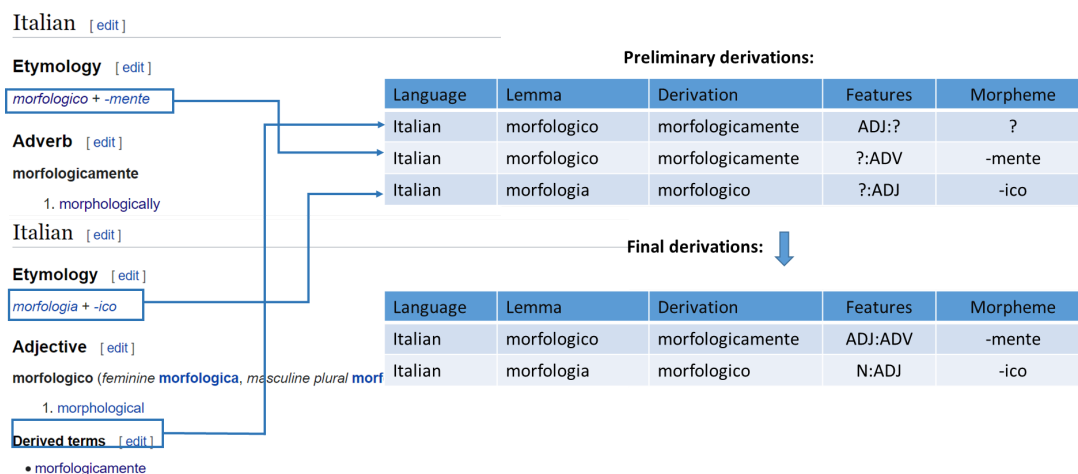 Italian [ edit ]
Etymology [ edit ]
morfologico + -mente
Adverb [ edit ]
morfologicamente
1. morphologically
Italian [ edit ]
Etymology [ edit ]
morfologia + -ico
Adjective [ edit ]
morfologico (feminine morfologica, masculine plural morf
1. morphological
Derived terms [ edit ]
• morfologicamente
Preliminary derivations:
Language Lemma Derivation Features Morpheme
Italian morfologico morfologicamente ADJ:? ?
Italian morfologico morfologicamente ?:ADV -mente
Italian morfologia morfologico ?:ADJ -ico
Final derivations:
Language Lemma Derivation Features Morpheme
Italian morfologico morfologicamente ADJ:ADV -mente
Italian morfologia morfologico N:ADJ -ico